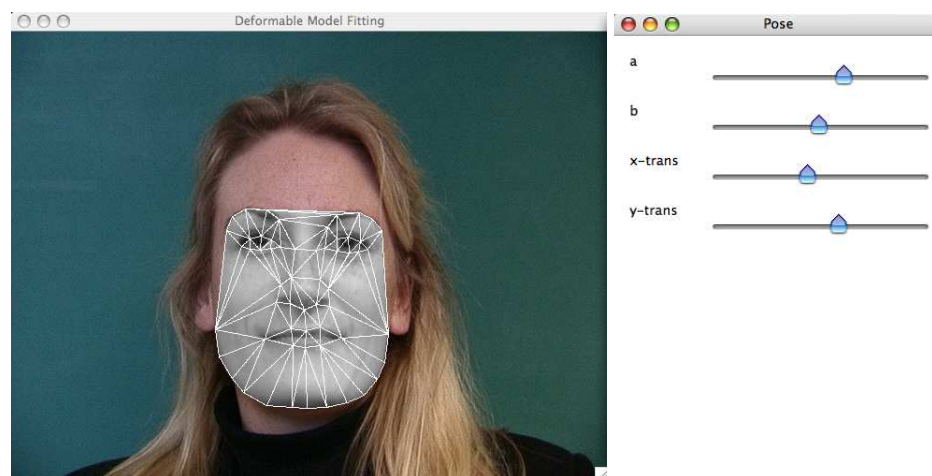 Deformable Model Fitting
Pose
a
b
x-trans
y-trans